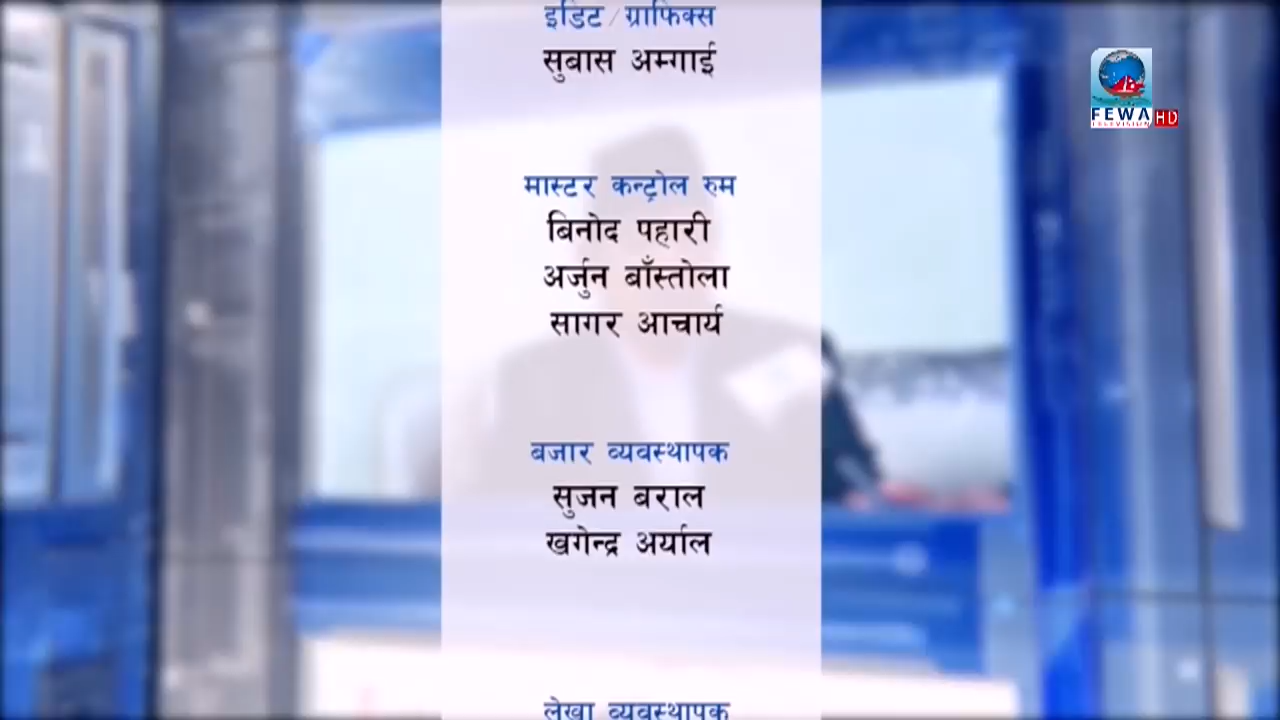 इडिट/ग्राफिक्स
सुबास अम्गाई
मास्टर कन्ट्रोल रुम
बिनोद पहारी
अर्जुन बाँस्तोला
सागर आचार्य
बजार व्यवस्थापक
सुजन बराल
खगेन्द्र अर्याल
लेखा व्यवस्थापक
FEWA
TELEVISION HD